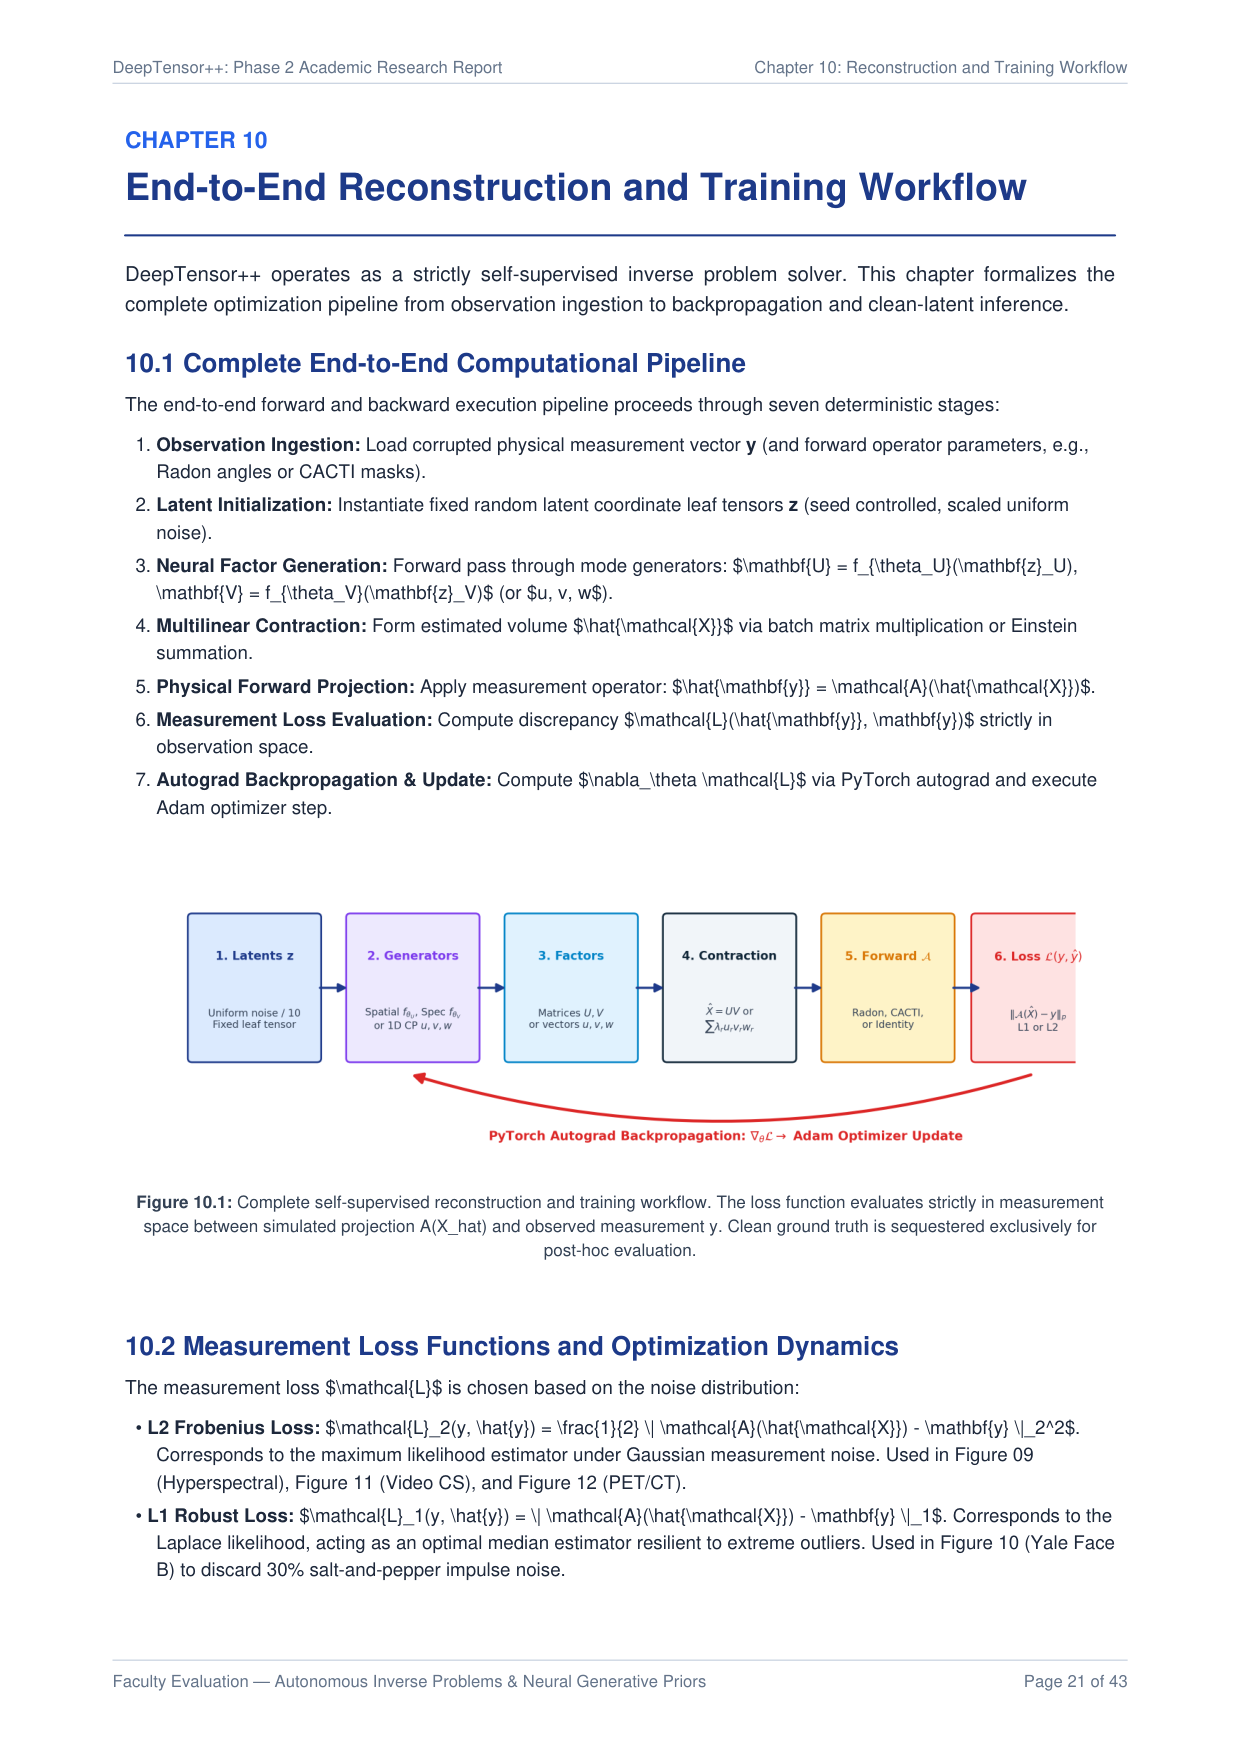 DeepTensor++: Phase 2 Academic Research Report
Chapter 10: Reconstruction and Training Workflow
CHAPTER 10
End-to-End Reconstruction and Training Workflow
DeepTensor++ operates as a strictly self-supervised inverse problem solver. This chapter formalizes the
complete optimization pipeline from observation ingestion to backpropagation and clean-latent inference.
10.1 Complete End-to-End Computational Pipeline
The end-to-end forward and backward execution pipeline proceeds through seven deterministic stages:
1. Observation Ingestion: Load corrupted physical measurement vector y (and forward operator parameters, e.g.,
Radon angles or CACTI masks).
2. Latent Initialization: Instantiate fixed random latent coordinate leaf tensors z (seed controlled, scaled uniform
noise).
3. Neural Factor Generation: Forward pass through mode generators: $\mathbf{U} = f_{\theta_U}(\mathbf{z}_U),
\mathbf{V} = f_{\theta_V}(\mathbf{z}_V)$ (or $u, v, w$).
4. Multilinear Contraction: Form estimated volume $\hat{\mathcal{X}}$ via batch matrix multiplication or Einstein
summation.
5. Physical Forward Projection: Apply measurement operator: $\hat{\mathbf{y}} = \mathcal{A}(\hat{\mathcal{X}})$.
6. Measurement Loss Evaluation: Compute discrepancy $\mathcal{L}(\hat{\mathbf{y}}, \mathbf{y})$ strictly in
observation space.
7. Autograd Backpropagation & Update: Compute $\nabla_\theta \mathcal{L}$ via PyTorch autograd and execute
Adam optimizer step.
1. Latents z
Uniform noise / 10
Fixed leaf tensor
2. Generators
Spatial f_θᵤ, Spec f_θᵥ
or 1D CP u, v, w
3. Factors
Matrices U, V
or vectors u, v, w
4. Contraction
X̂ = UV or
∑λᵣuᵣvᵣwᵣ
5. Forward 𝒜
Radon, CACTI,
or Identity
6. Loss ℒ(y, ŷ)
‖𝒜(X̂) − y‖ₚ
L1 or L2
PyTorch Autograd Backpropagation: ∇_θℒ → Adam Optimizer Update
Figure 10.1: Complete self-supervised reconstruction and training workflow. The loss function evaluates strictly in measurement
space between simulated projection A(X_hat) and observed measurement y. Clean ground truth is sequestered exclusively for
post-hoc evaluation.
10.2 Measurement Loss Functions and Optimization Dynamics
The measurement loss $\mathcal{L}$ is chosen based on the noise distribution:
• L2 Frobenius Loss: $\mathcal{L}_2(y, \hat{y}) = \frac{1}{2} \| \mathcal{A}(\hat{\mathcal{X}}) - \mathbf{y} \|_2^2$.
Corresponds to the maximum likelihood estimator under Gaussian measurement noise. Used in Figure 09
(Hyperspectral), Figure 11 (Video CS), and Figure 12 (PET/CT).
• L1 Robust Loss: $\mathcal{L}_1(y, \hat{y}) = \| \mathcal{A}(\hat{\mathcal{X}}) - \mathbf{y} \|_1$. Corresponds to the
Laplace likelihood, acting as an optimal median estimator resilient to extreme outliers. Used in Figure 10 (Yale Face
B) to discard 30% salt-and-pepper impulse noise.
Faculty Evaluation — Autonomous Inverse Problems & Neural Generative Priors
Page 21 of 43